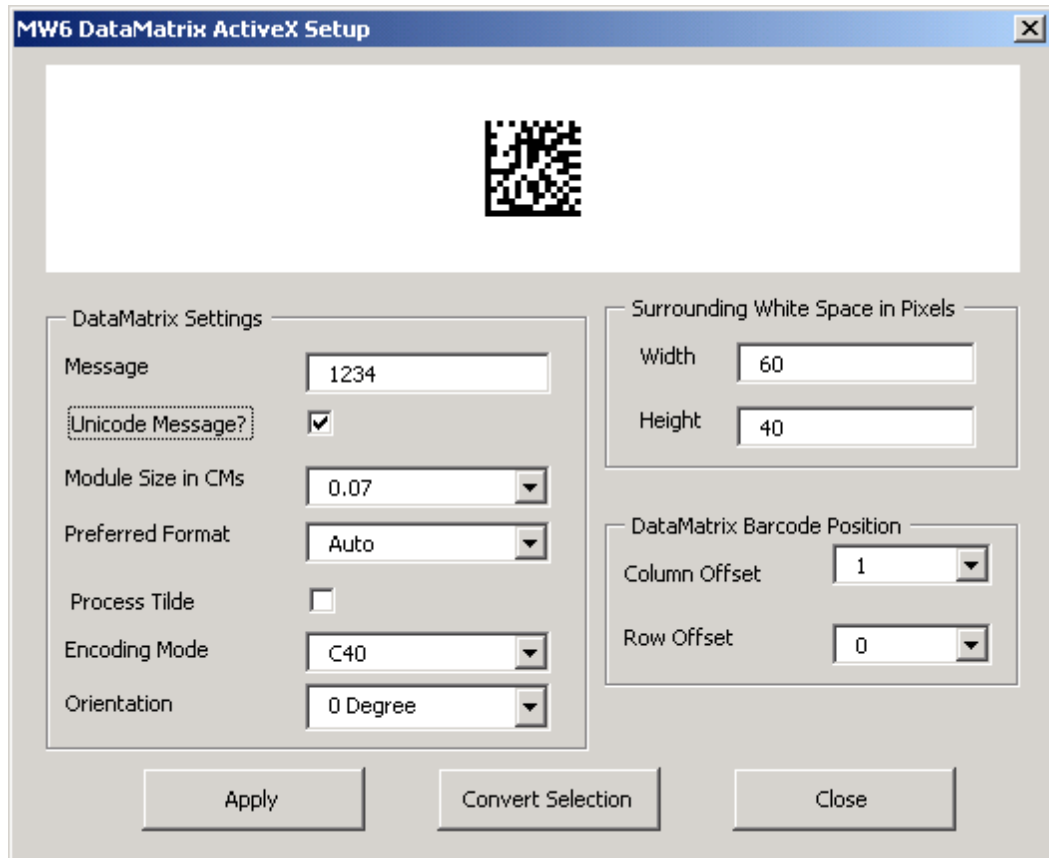 MW6 DataMatrix ActiveX Setup
DataMatrix Settings
Message 1234
Unicode Message?
Module Size in CMs 0.07
Preferred Format Auto
Process Tilde
Encoding Mode C40
Orientation 0 Degree
Surrounding White Space in Pixels
Width 60
Height 40
DataMatrix Barcode Position
Column Offset 1
Row Offset 0
Apply Convert Selection Close